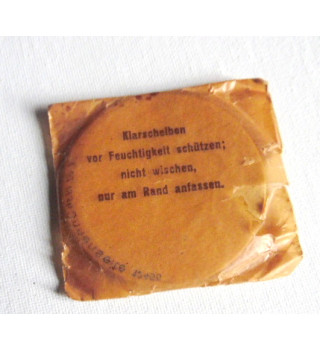 Klarscheiben
vor Feuchtigkeit schützen;
nicht wischen,
nur am Rand anfassen.